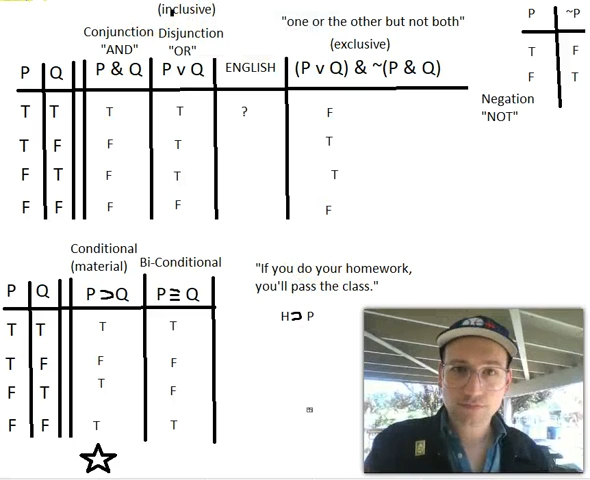 (inclusive)
"one or the other but not both"
(exclusive)
Conjunction Disjunction
"AND" "OR"
P Q P & Q P v Q ENGLISH (P v Q) & ~(P & Q)
T T T T ? F
T F F T T
F T F T T
F F F F F
P ~P
T F
F T
Negation
"NOT"
Conditional
(material) Bi-Conditional
P Q P ⊃ Q P ≡ Q
T T T T
T F F F
F T T F
F F T T
"If you do your homework,
you'll pass the class."
H ⊃ P